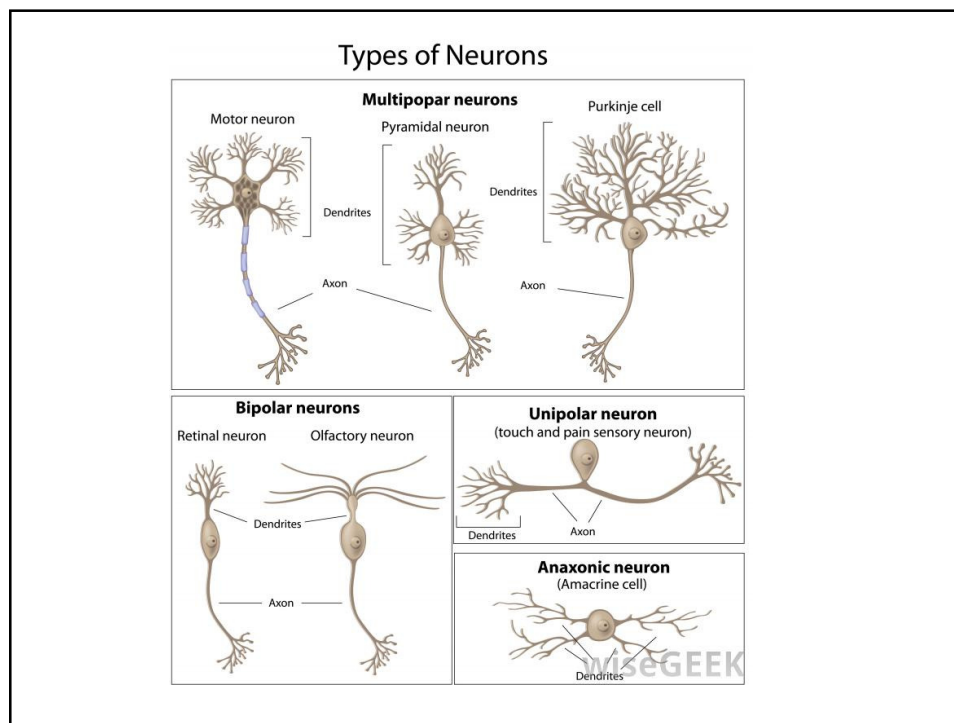 Types of Neurons
Multipopar neurons
Motor neuron
Pyramidal neuron
Purkinje cell
Dendrites
Dendrites
Axon
Axon
Bipolar neurons
Retinal neuron
Olfactory neuron
Dendrites
Axon
Unipolar neuron
(touch and pain sensory neuron)
Dendrites
Axon
Anaxonic neuron
(Amacrine cell)
Dendrites
wiseGEEK